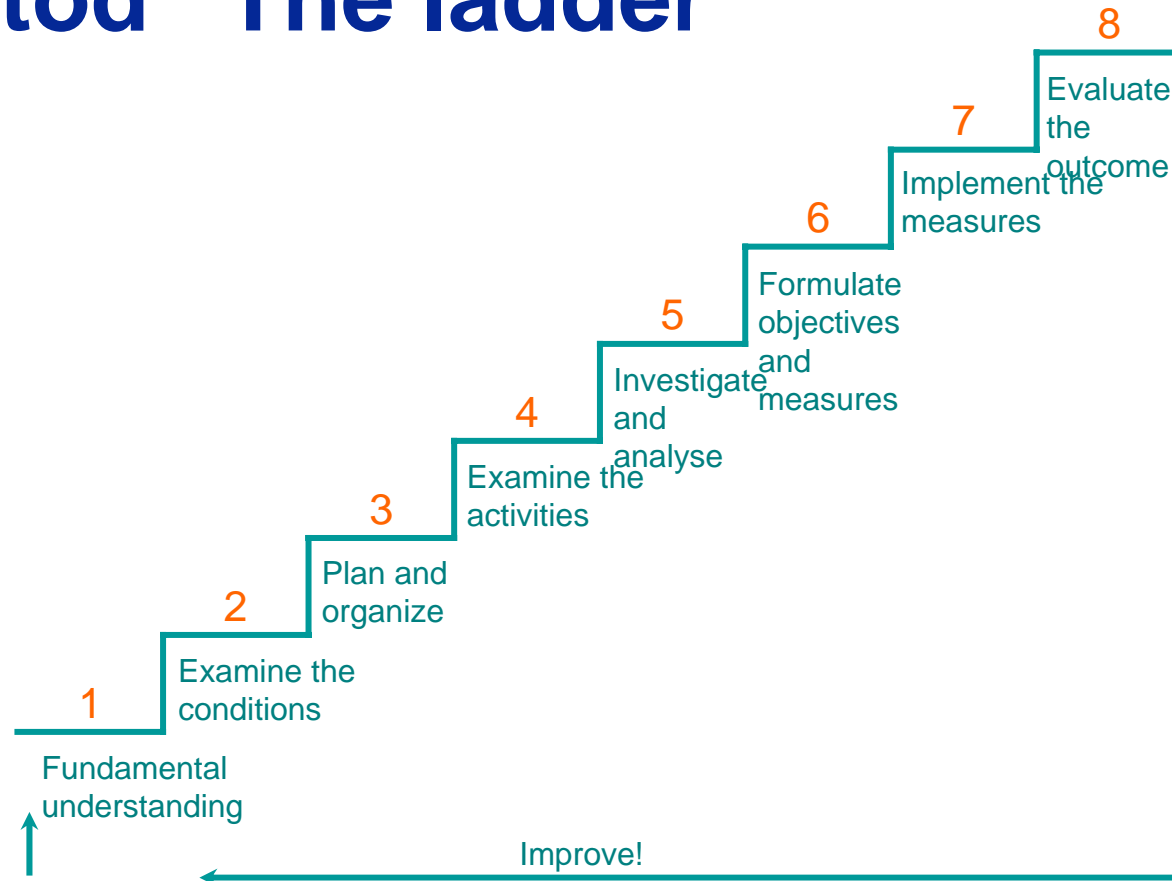 tod "The ladder"
8
Evaluate
the
outcome
7
Implement the
measures
6
Formulate
objectives
and
measures
5
Investigate
and
analyse
4
Examine the
activities
3
Plan and
organize
2
Examine the
conditions
1
Fundamental
understanding
Improve!